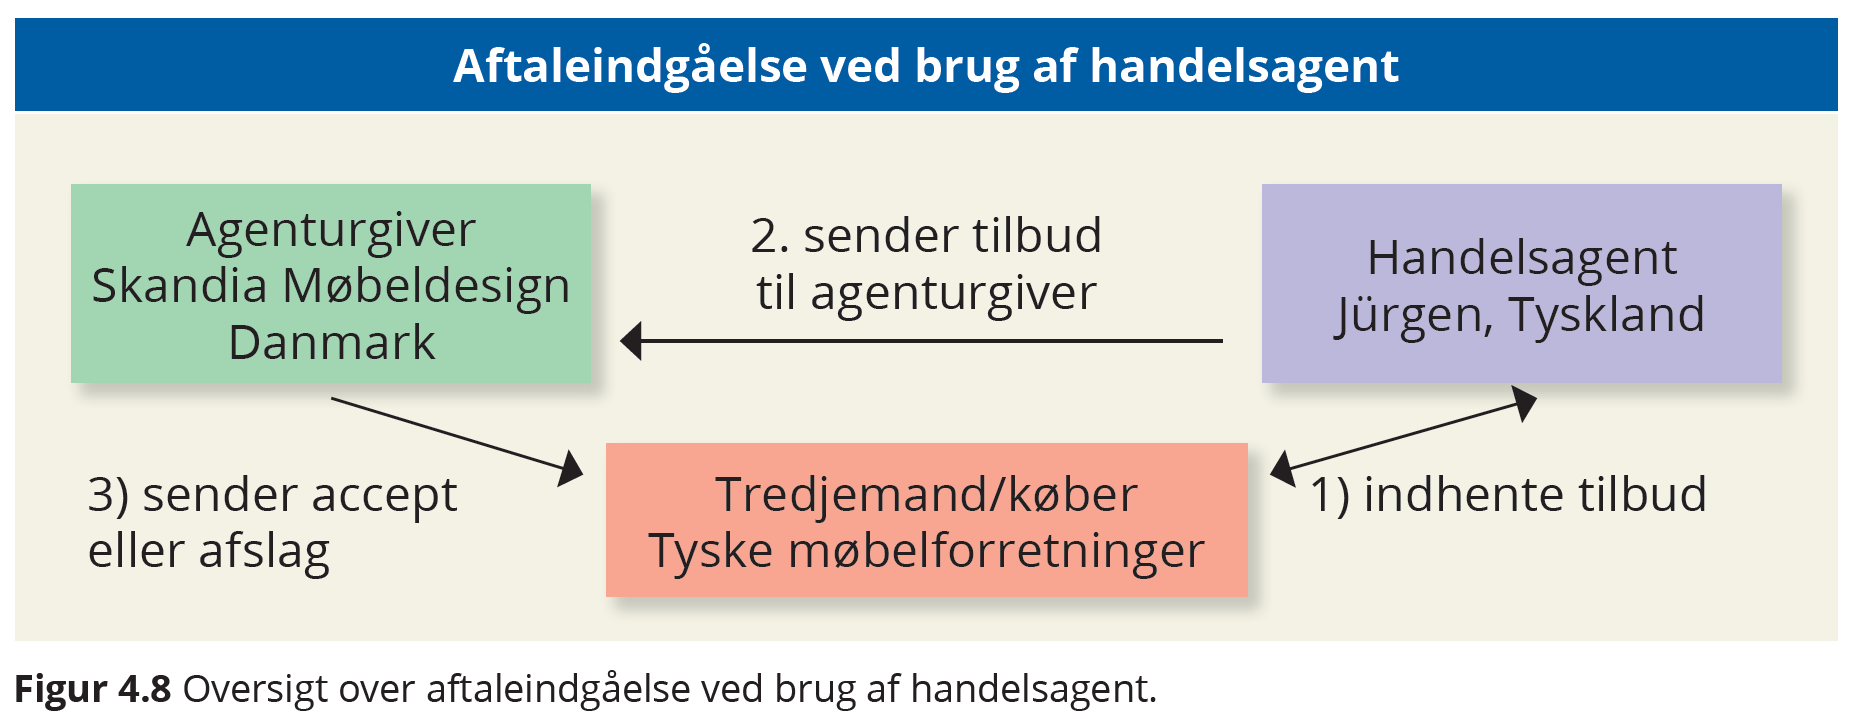 Aftaleindgåelse ved brug af handelsagent
Agenturgiver
Skandia Møbeldesign
Danmark
2. sender tilbud
til agenturgiver
Handelsagent
Jürgen, Tyskland
3) sender accept
eller afslag
Tredjemand/køber
Tyske møbelforretninger
1) indhente tilbud
Figur 4.8 Oversigt over aftaleindgåelse ved brug af handelsagent.